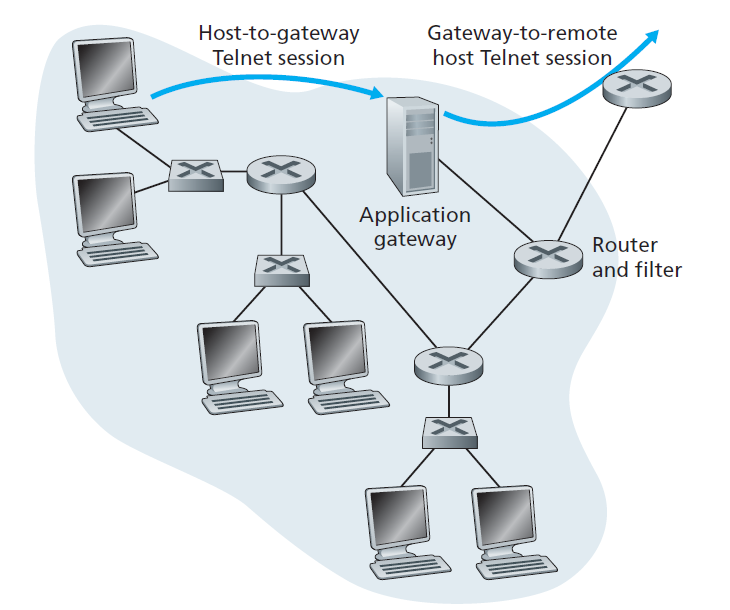 Host-to-gateway
Telnet session
Gateway-to-remote
host Telnet session
Application
gateway
Router
and filter